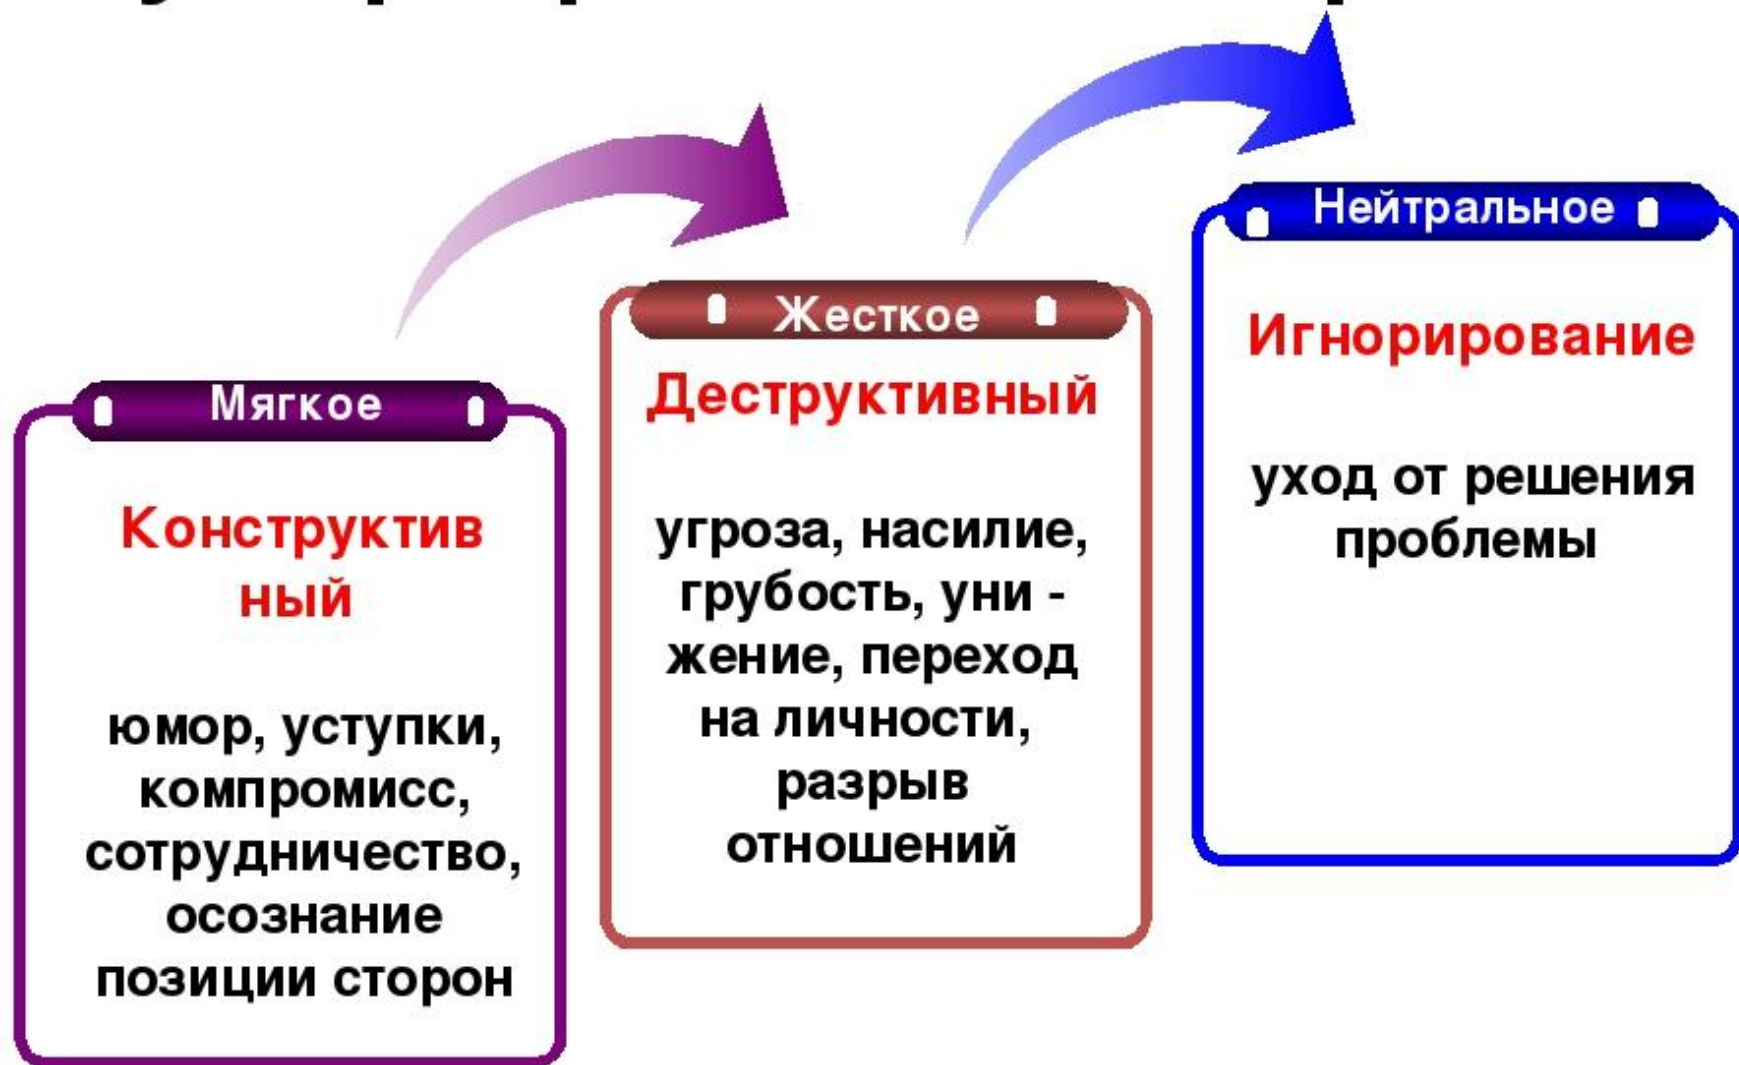 Мягкое
Конструктив
ный
юмор, уступки,
компромисс,
сотрудничество,
осознание
позиции сторон
Жесткое
Деструктивный
угроза, насилие,
грубость, уни -
жение, переход
на личности,
разрыв
отношений
Нейтральное
Игнорирование
уход от решения
проблемы